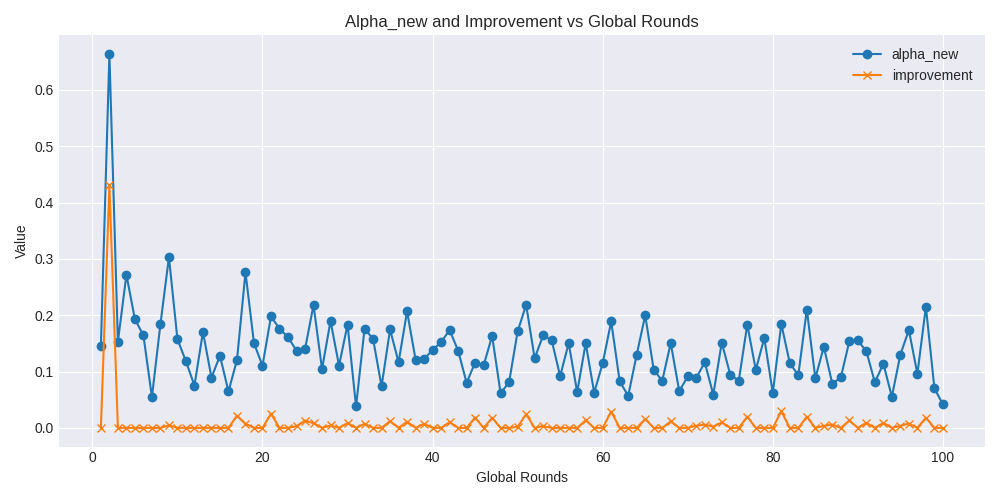 Alpha_new and Improvement vs Global Rounds
alpha_new
improvement
0.6
0.5
0.4
0.3
0.2
0.1
0.0
Value
0 20 40 60 80 100
Global Rounds